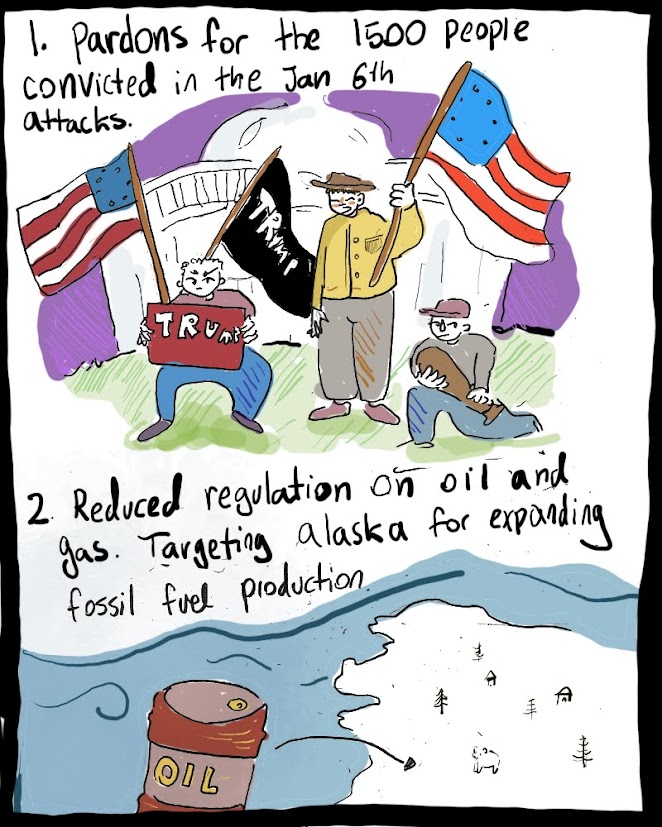 1. Pardons for the 1500 people
convicted in the Jan 6th
attacks.
TRUMP
TRUMP
2. Reduced regulation on oil and
gas. Targeting alaska for expanding
fossil fuel production
OIL